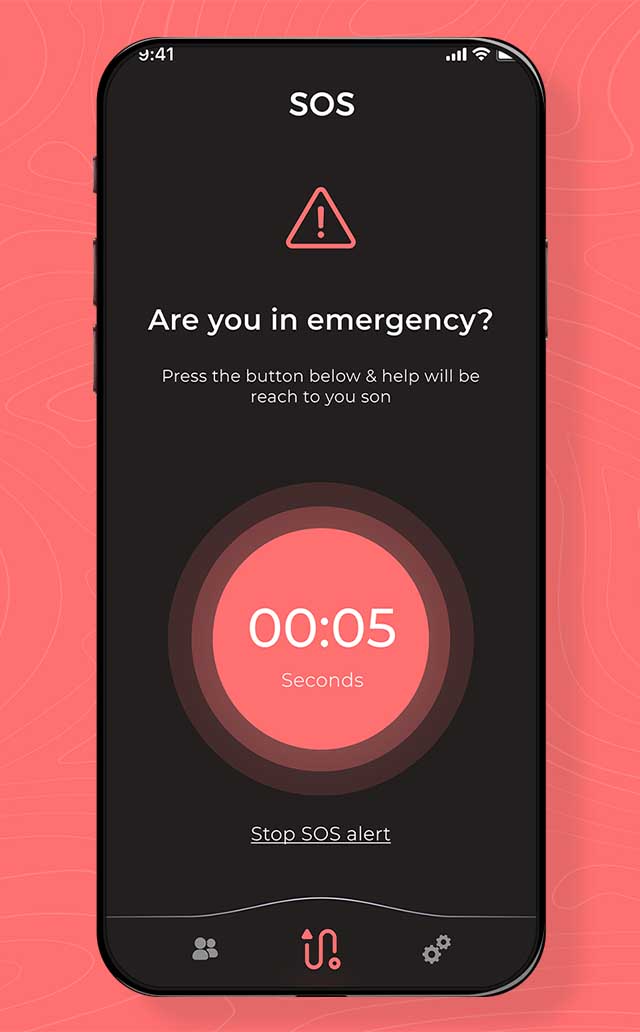 9:41
SOS
Are you in emergency?
Press the button below & help will be
reach to you son
00:05
Seconds
Stop SOS alert